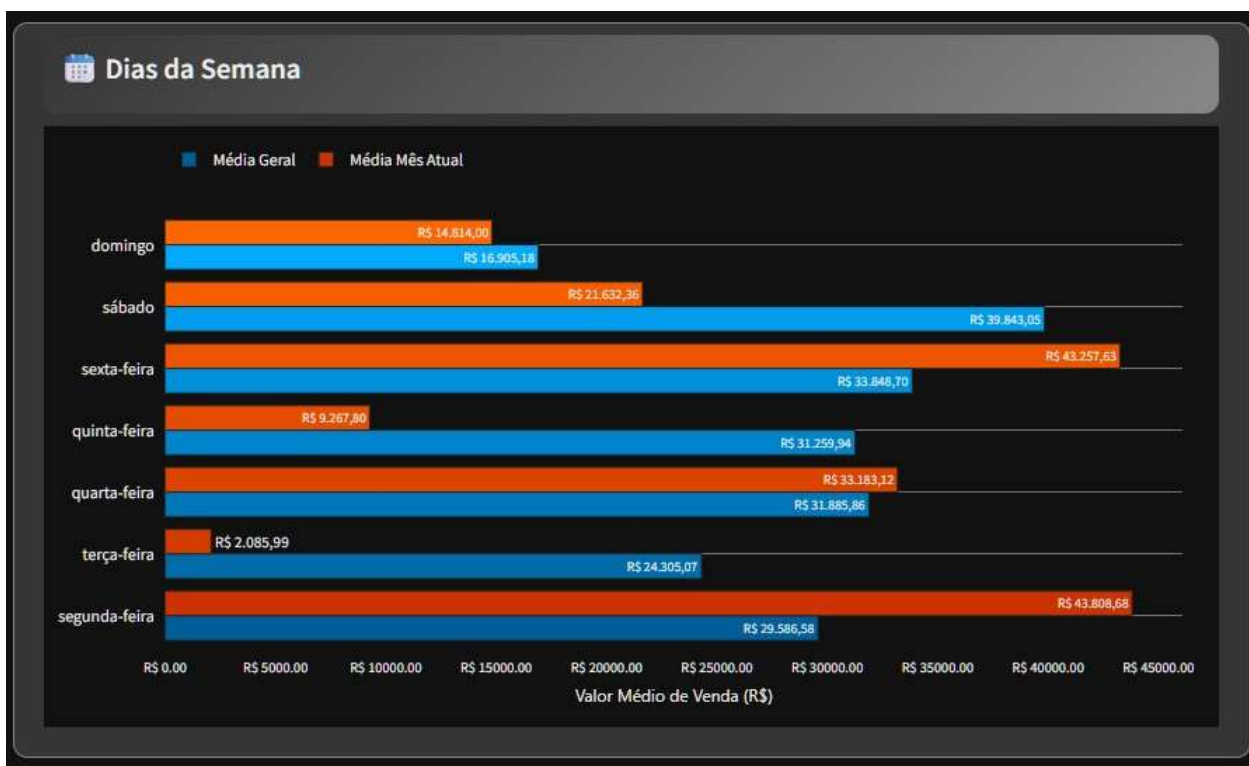 Dias da Semana
Média Geral Média Mês Atual
domingo
R$ 14.814,00
R$ 16.905,18
sábado
R$ 21.632,36
R$ 39.843,05
sexta-feira
R$ 43.257,63
R$ 33.848,70
quinta-feira
R$ 9.267,80
R$ 31.259,94
quarta-feira
R$ 33.183,12
R$ 31.885,86
terça-feira
R$ 2.085,99
R$ 24.305,07
segunda-feira
R$ 43.808,68
R$ 29.586,58
R$ 0.00 R$ 5000.00 R$ 10000.00 R$ 15000.00 R$ 20000.00 R$ 25000.00 R$ 30000.00 R$ 35000.00 R$ 40000.00 R$ 45000.00
Valor Médio de Venda (R$)